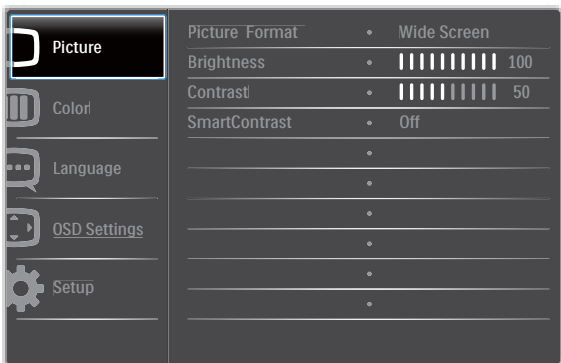 Picture
Color
Language
OSD Settings
Setup
Picture Format • Wide Screen
Brightness • 100
Contrast • 50
SmartContrast • Off
•
•
•
•
•
•